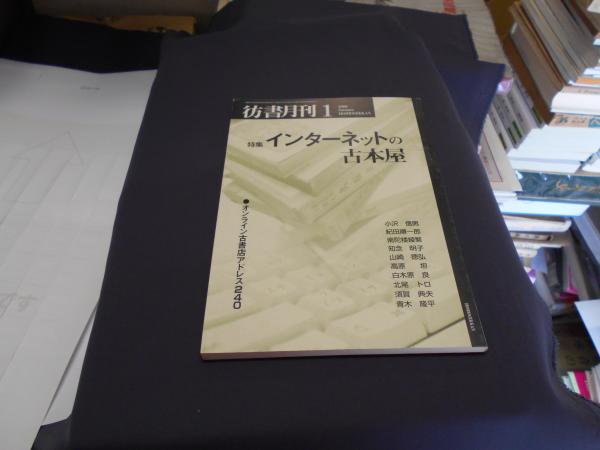 彷書月刊 1
特集 インターネットの
古本屋
●オンライン古書店アドレス240
小沢 信男
紀田順一郎
南陀楼綾繁
知念 明子
山崎 徳弘
高原 坦
白木原 良
北尾 トロ
須賀 典夫
青木 隆平